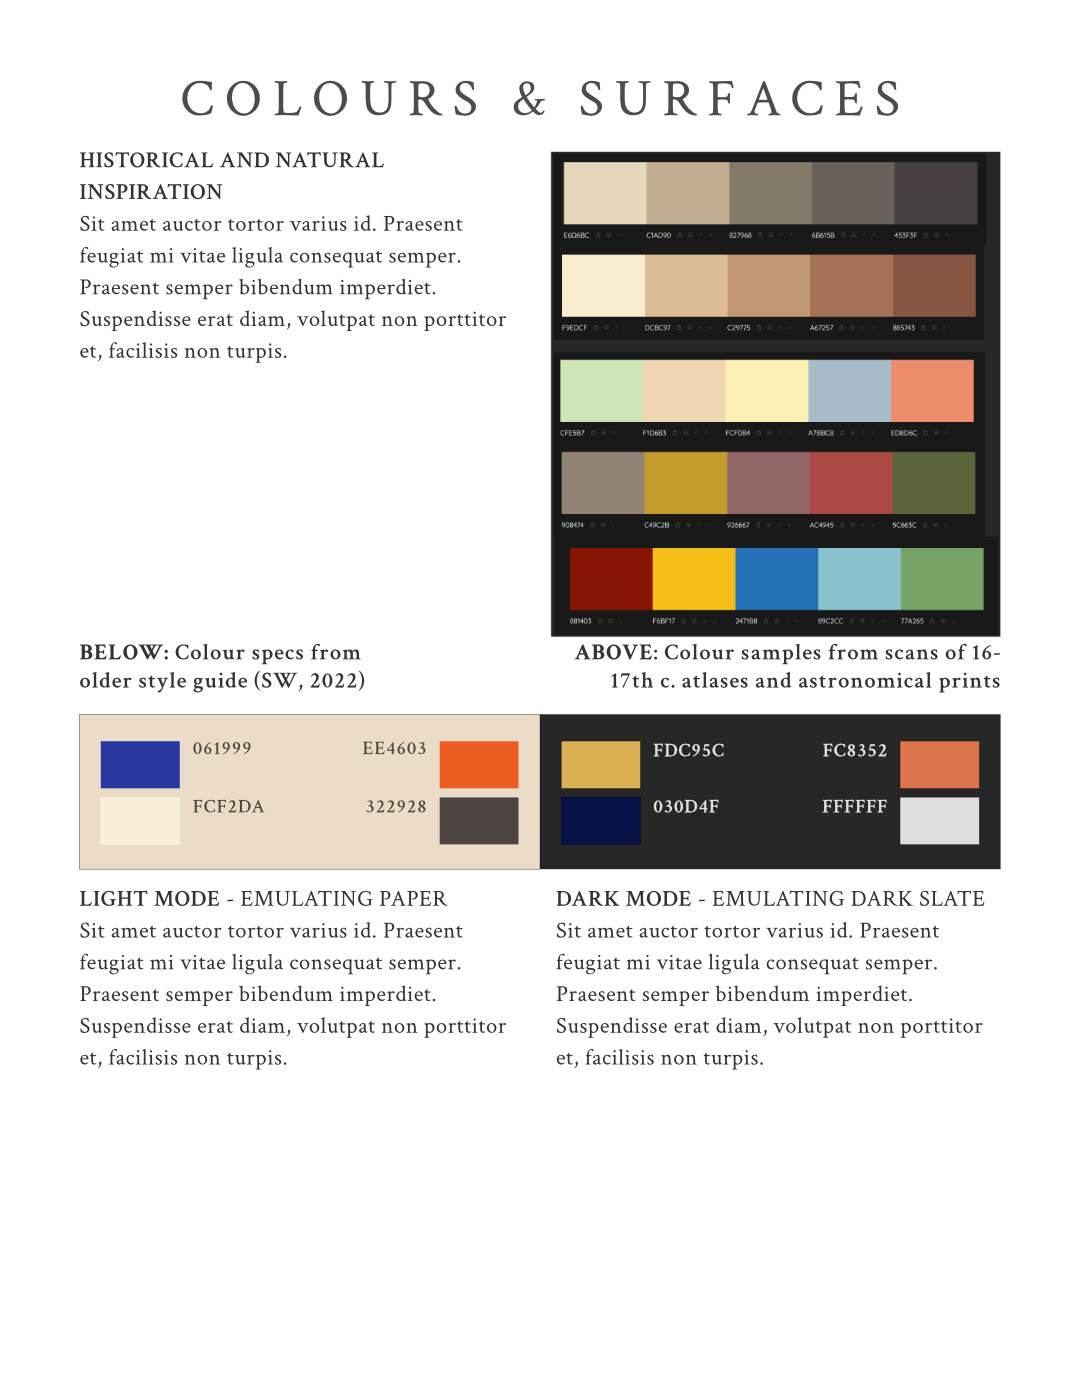 COLOURS & SURFACES
HISTORICAL AND NATURAL
INSPIRATION
Sit amet auctor tortor varius id. Praesent
feugiat mi vitae ligula consequat semper.
Praesent semper bibendum imperdiet.
Suspendisse erat diam, volutpat non porttitor
et, facilisis non turpis.
E6D6BC C1AD90 827968 6B615B 453F3F
F9EDCF DCBC97 C29775 A67257 885743
CFE5B7 F1D6B3 FCF0B4 A7BBC8 ED8D6C
908474 C49C2B 926667 AC4945 5C663C
881403 F6BF17 2471B8 89C2CC 77A265
BELOW: Colour specs from
older style guide (SW, 2022)
ABOVE: Colour samples from scans of 16-
17th c. atlases and astronomical prints
061999 EE4603
FCF2DA 322928
FDC95C FC8352
030D4F FFFFFF
LIGHT MODE - EMULATING PAPER
Sit amet auctor tortor varius id. Praesent
feugiat mi vitae ligula consequat semper.
Praesent semper bibendum imperdiet.
Suspendisse erat diam, volutpat non porttitor
et, facilisis non turpis.
DARK MODE - EMULATING DARK SLATE
Sit amet auctor tortor varius id. Praesent
feugiat mi vitae ligula consequat semper.
Praesent semper bibendum imperdiet.
Suspendisse erat diam, volutpat non porttitor
et, facilisis non turpis.